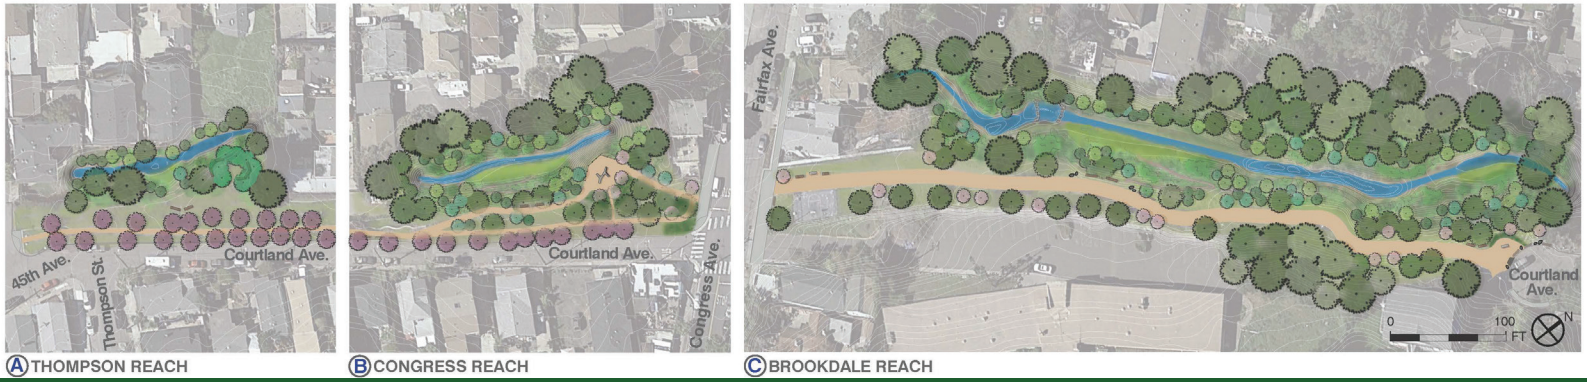 45th Ave.
Thompson St.
Courtland Ave.
A THOMPSON REACH
Courtland Ave.
Congress Ave.
B CONGRESS REACH
Fairfax Ave.
Courtland
Ave.
0 100
FT
N
C BROOKDALE REACH